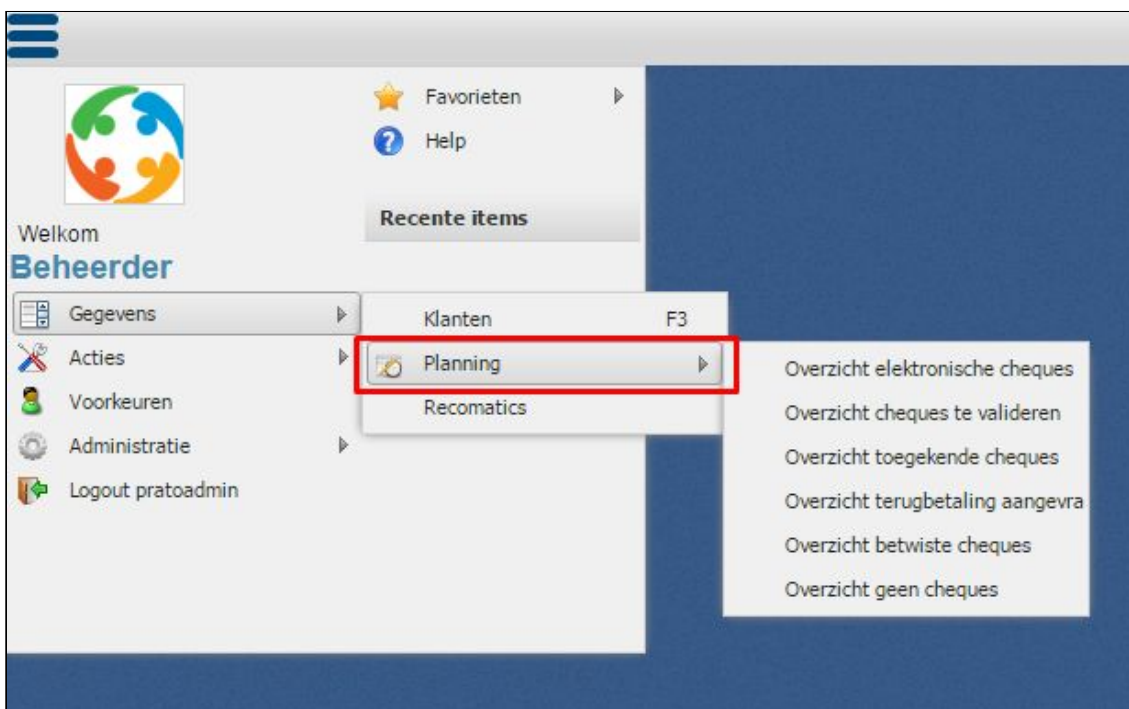 Favorieten
Help
Recente items
Welkom
Beheerder
Gegevens
Acties
Voorkeuren
Administratie
Logout pratoadmin
Klanten F3
Planning
Recomatics
Overzicht elektronische cheques
Overzicht cheques te valideren
Overzicht toegekende cheques
Overzicht terugbetaling aangevra
Overzicht betwiste cheques
Overzicht geen cheques